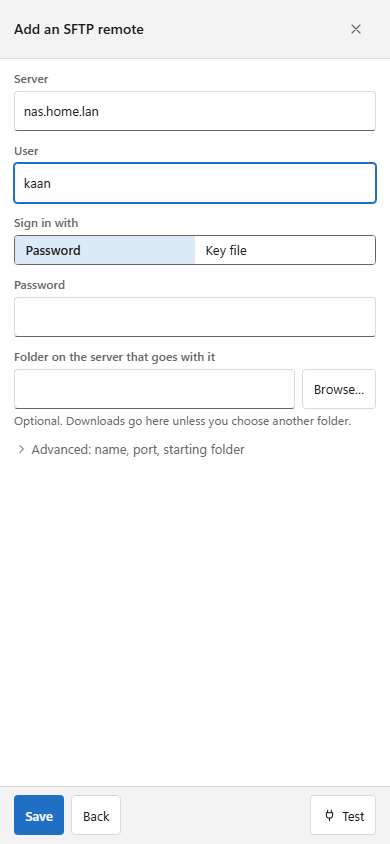 Add an SFTP remote
Server
nas.home.lan
User
kaan
Sign in with
Password Key file
Password
Folder on the server that goes with it
Browse...
Optional. Downloads go here unless you choose another folder.
Advanced: name, port, starting folder
Save Back Test